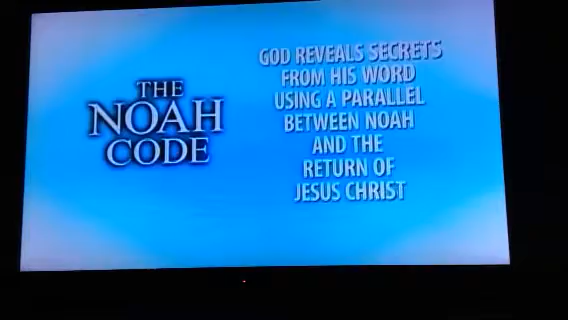 THE
NOAH
CODE
GOD REVEALS SECRETS
FROM HIS WORD
USING A PARALLEL
BETWEEN NOAH
AND THE
RETURN OF
JESUS CHRIST